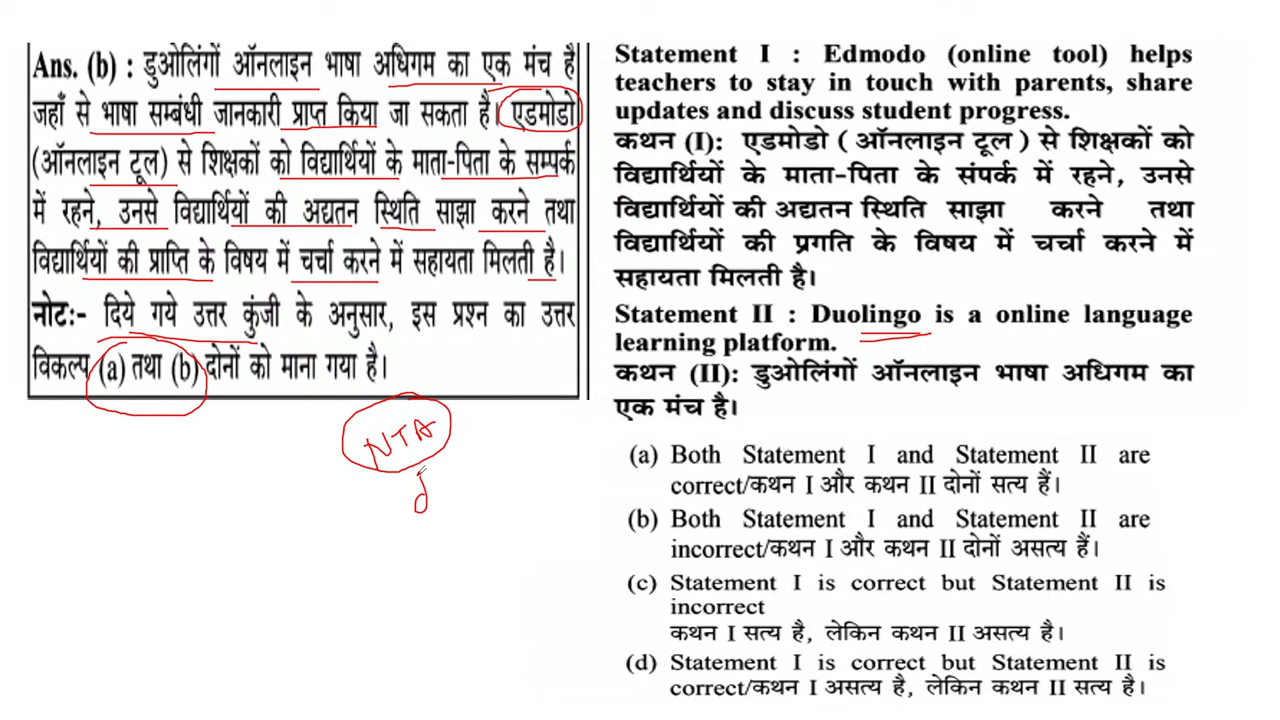 Ans. (b) : डुओलिंगों ऑनलाइन भाषा अधिगम का एक मंच है
जहाँ से भाषा सम्बंधी जानकारी प्राप्त किया जा सकता है। एडमोडो
(ऑनलाइन टूल) से शिक्षकों को विद्यार्थियों के माता-पिता के सम्पर्क
में रहने, उनसे विद्यार्थियों की अद्यतन स्थिति साझा करने तथा
विद्यार्थियों की प्राप्ति के विषय में चर्चा करने में सहायता मिलती है।
नोट:- दिये गये उत्तर कुंजी के अनुसार, इस प्रश्न का उत्तर
विकल्प (a) तथा (b) दोनों को माना गया है।
NTA
d
Statement I : Edmodo (online tool) helps
teachers to stay in touch with parents, share
updates and discuss student progress.
कथन (I): एडमोडो ( ऑनलाइन टूल ) से शिक्षकों को
विद्यार्थियों के माता-पिता के संपर्क में रहने, उनसे
विद्यार्थियों की अद्यतन स्थिति साझा करने तथा
विद्यार्थियों की प्रगति के विषय में चर्चा करने में
सहायता मिलती है।
Statement II : Duolingo is a online language
learning platform.
कथन (II): डुओलिंगों ऑनलाइन भाषा अधिगम का
एक मंच है।
(a) Both Statement I and Statement II are
correct/कथन I और कथन II दोनों सत्य हैं।
(b) Both Statement I and Statement II are
incorrect/कथन I और कथन II दोनों असत्य हैं।
(c) Statement I is correct but Statement II is
incorrect
कथन I सत्य है, लेकिन कथन II असत्य है।
(d) Statement I is correct but Statement II is
correct/कथन I असत्य है, लेकिन कथन II सत्य है।